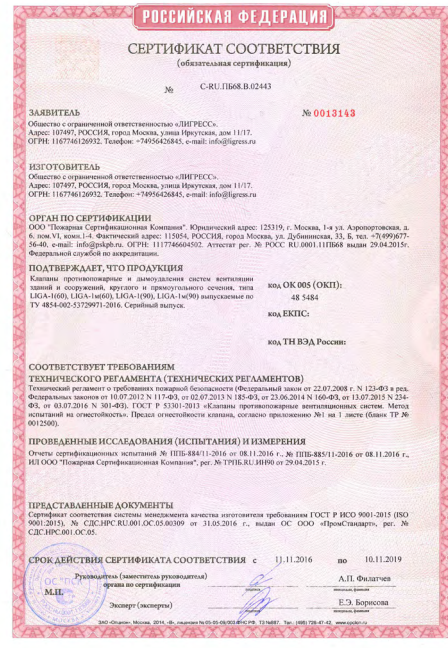 РОССИЙСКАЯ ФЕДЕРАЦИЯ
СЕРТИФИКАТ СООТВЕТСТВИЯ
(обязательная сертификация)
№ C-RU.ПБ68.В.02443
ЗАЯВИТЕЛЬ № 0013143
Общество с ограниченной ответственностью «ЛИГРЕСС».
Адрес: 107497, РОССИЯ, город Москва, улица Иркутская, дом 11/17.
ОГРН: 1167746126932. Телефон: +74956426845, e-mail: info@ligress.ru
ИЗГОТОВИТЕЛЬ
Общество с ограниченной ответственностью «ЛИГРЕСС».
Адрес: 107497, РОССИЯ, город Москва, улица Иркутская, дом 11/17.
ОГРН: 1167746126932. Телефон: +74956426845, e-mail: info@ligress.ru
ОРГАН ПО СЕРТИФИКАЦИИ
ООО "Пожарная Сертификационная Компания". Юридический адрес: 125319, г. Москва, 1-я ул. Аэропортовская, д.
6, пом.VI, комн.1-4. Фактический адрес: 115054, РОССИЯ, город Москва, ул. Дубининская, 33, Б, тел. +7(499)677-
56-40, e-mail: info@pskpb.ru. ОГРН: 1117746604502. Аттестат рег. № РОСС RU.0001.11ПБ68 выдан 29.04.2015г.
Федеральной службой по аккредитации.
ПОДТВЕРЖДАЕТ, ЧТО ПРОДУКЦИЯ
Клапаны противопожарные и дымоудаления систем вентиляции
зданий и сооружений, круглого и прямоугольного сечения, типа
LIGA-1(60), LIGA-1м(60), LIGA-1(90), LIGA-1м(90) выпускаемые по
ТУ 4854-002-53729971-2016. Серийный выпуск.
код ОК 005 (ОКП):
48 5484
код ЕКПС:
код ТН ВЭД России:
СООТВЕТСТВУЕТ ТРЕБОВАНИЯМ
ТЕХНИЧЕСКОГО РЕГЛАМЕНТА (ТЕХНИЧЕСКИХ РЕГЛАМЕНТОВ)
Технический регламент о требованиях пожарной безопасности (Федеральный закон от 22.07.2008 г. N 123-ФЗ в ред.
Федеральных законов от 10.07.2012 N 117-ФЗ, от 02.07.2013 N 185-ФЗ, от 23.06.2014 N 160-ФЗ, от 13.07.2015 N 234-
ФЗ, от 03.07.2016 N 301-ФЗ). ГОСТ Р 53301-2013 «Клапаны противопожарные вентиляционных систем. Метод
испытаний на огнестойкость». Предел огнестойкости клапана, согласно приложению №1 на 1 листе (бланк ТР №
0012500).
ПРОВЕДЕННЫЕ ИССЛЕДОВАНИЯ (ИСПЫТАНИЯ) И ИЗМЕРЕНИЯ
Отчеты сертификационных испытаний № ППБ-884/11-2016 от 08.11.2016 г., № ППБ-885/11-2016 от 08.11.2016 г.,
ИЛ ООО "Пожарная Сертификационная Компания", рег. № ТРПБ.RU.ИН90 от 29.04.2015 г.
ПРЕДСТАВЛЕННЫЕ ДОКУМЕНТЫ
Сертификат соответствия системы менеджмента качества изготовителя требованиям ГОСТ Р ИСО 9001-2015 (ISO
9001:2015), № СДС.НРС.RU.001.ОС.05.00309 от 31.05.2016 г., выдан ОС ООО «ПромСтандарт», рег. №
СДС.НРС.001.ОС.05.
СРОК ДЕЙСТВИЯ СЕРТИФИКАТА СООТВЕТСТВИЯ с 11.11.2016 по 10.11.2019
Руководитель (заместитель руководителя)
органа по сертификации
А.П. Филатчев
М.П.
Эксперт (эксперты)
Е.Э. Борисова